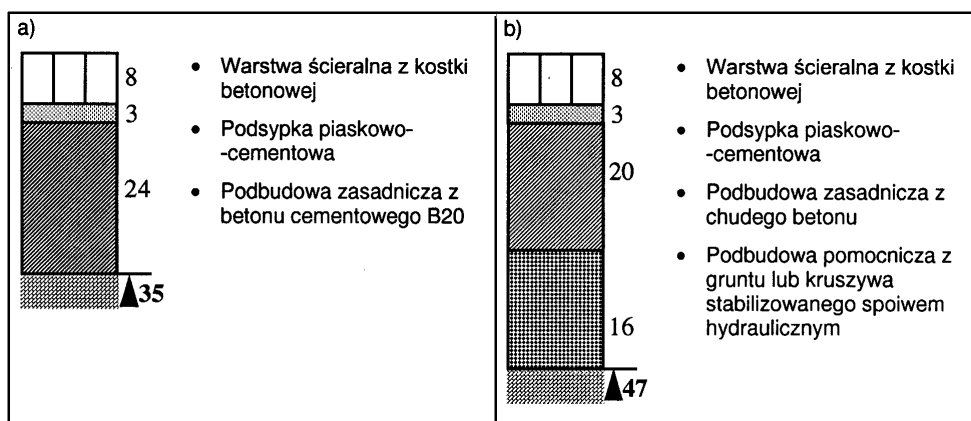 a)
8
3
24
35
• Warstwa ścieralna z kostki
betonowej
• Podsypka piaskowo-
-cementowa
• Podbudowa zasadnicza z
betonu cementowego B20
b)
8
3
20
16
47
• Warstwa ścieralna z kostki
betonowej
• Podsypka piaskowo-
-cementowa
• Podbudowa zasadnicza z
chudego betonu
• Podbudowa pomocnicza z
gruntu lub kruszywa
stabilizowanego spoiwem
hydraulicznym